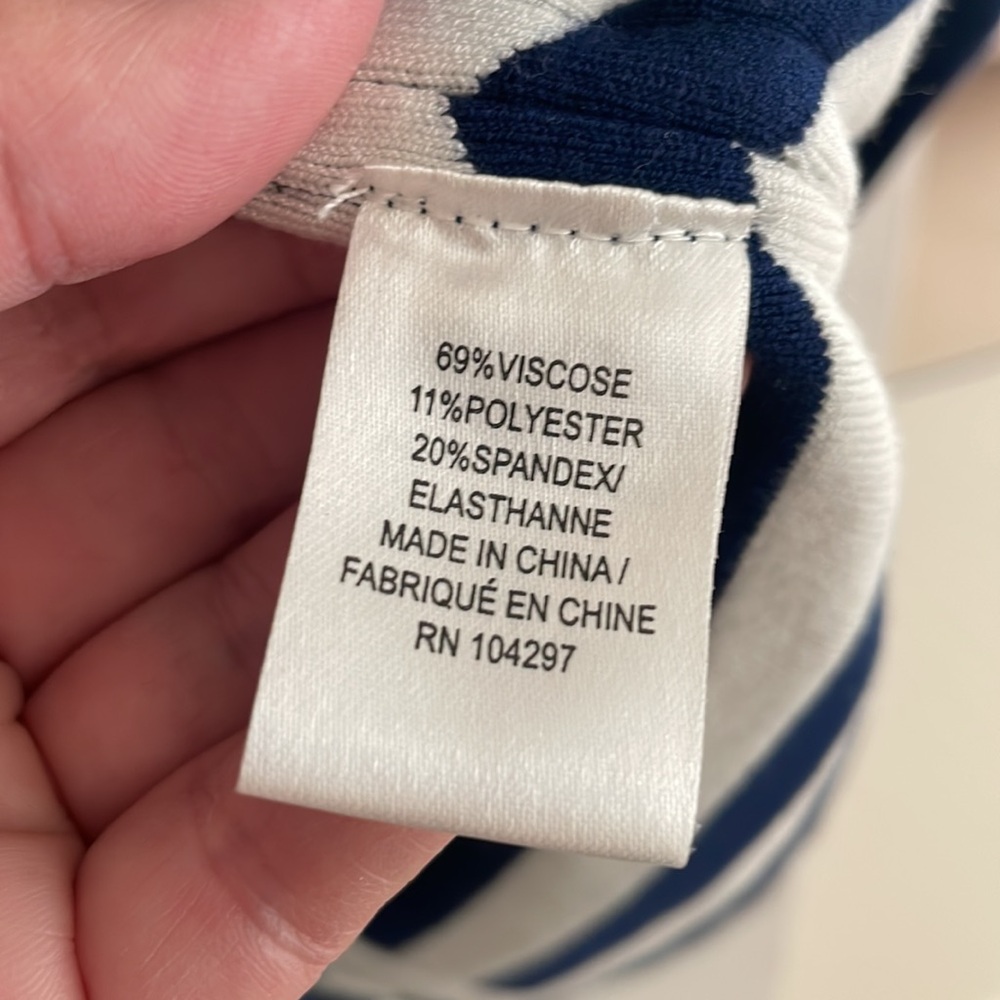 69%VISCOSE
11%POLYESTER
20%SPANDEX/
ELASTHANNE
MADE IN CHINA /
FABRIQUÉ EN CHINE
RN 104297